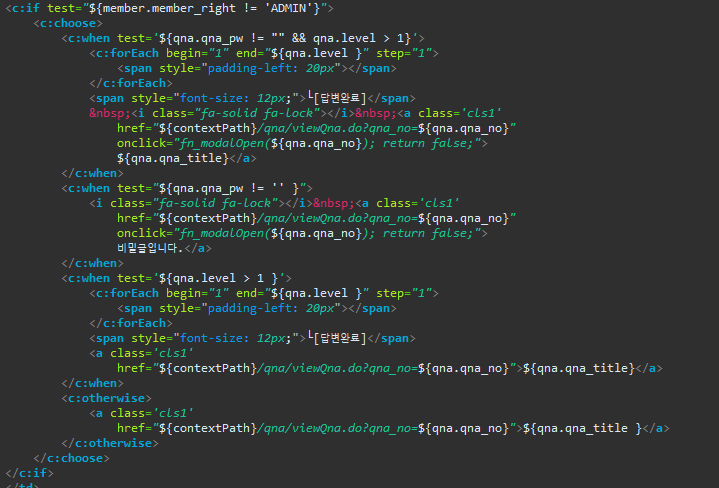 <c:if test="${member.member_right != 'ADMIN'}">
<c:choose>
<c:when test='${qna.qna_pw != "" && qna.level > 1}'>
<c:forEach begin="1" end="${qna.level }" step="1">
<span style="padding-left: 20px"></span>
</c:forEach>
<span style="font-size: 12px;">└[답변완료]</span>
&nbsp;<i class="fa-solid fa-lock"></i>&nbsp;<a class='cls1'
href="${contextPath}/qna/viewQna.do?qna_no=${qna.qna_no}"
onclick="fn_modalOpen(${qna.qna_no}); return false;">
${qna.qna_title}</a>
</c:when>
<c:when test="${qna.qna_pw != '' }">
<i class="fa-solid fa-lock"></i>&nbsp;<a class='cls1'
href="${contextPath}/qna/viewQna.do?qna_no=${qna.qna_no}"
onclick="fn_modalOpen(${qna.qna_no}); return false;">
비밀글입니다.</a>
</c:when>
<c:when test='${qna.level > 1 }'>
<c:forEach begin="1" end="${qna.level }" step="1">
<span style="padding-left: 20px"></span>
</c:forEach>
<span style="font-size: 12px;">└[답변완료]</span>
<a class='cls1'
href="${contextPath}/qna/viewQna.do?qna_no=${qna.qna_no}">${qna.qna_title}</a>
</c:when>
<c:otherwise>
<a class='cls1'
href="${contextPath}/qna/viewQna.do?qna_no=${qna.qna_no}">${qna.qna_title }</a>
</c:otherwise>
</c:choose>
</c:if>
</td>